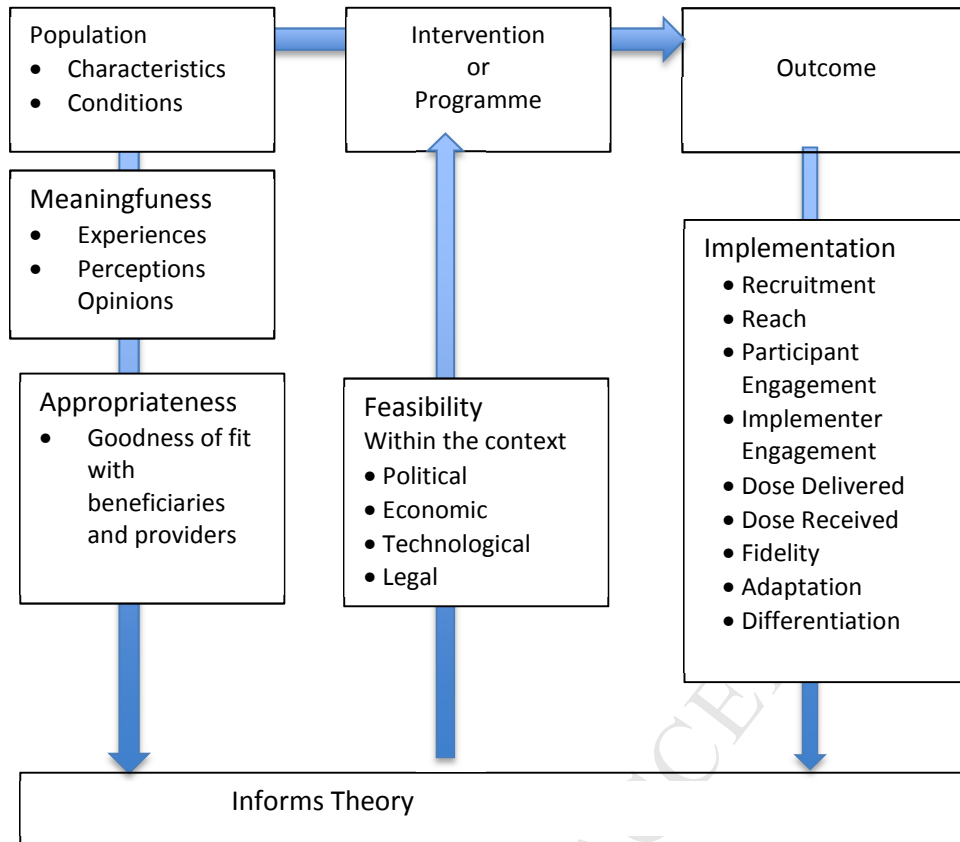 Population
• Characteristics
• Conditions
Intervention
or
Programme
Outcome
Meaningfuness
• Experiences
• Perceptions
Opinions
Appropriateness
• Goodness of fit
with
beneficiaries
and providers
Feasibility
Within the context
• Political
• Economic
• Technological
• Legal
Implementation
• Recruitment
• Reach
• Participant
Engagement
• Implementer
Engagement
• Dose Delivered
• Dose Received
• Fidelity
• Adaptation
• Differentiation
Informs Theory